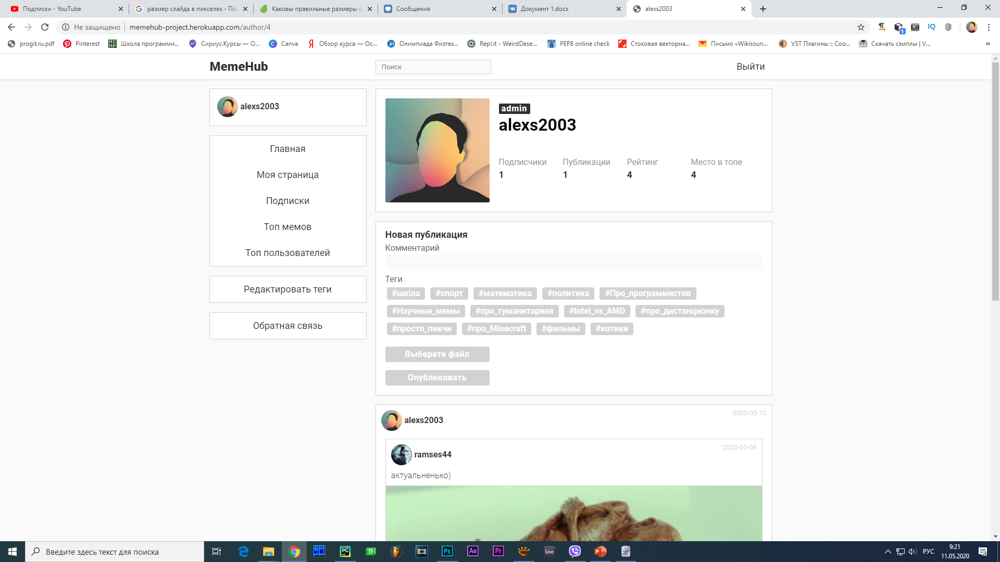 Подписки - YouTube
размер слайда в пикселях - По
Каковы правильные размеры с
Сообщения
Документ 1.docx
alexs2003
Не защищено
memehub-project.herokuapp.com/author/4
progit.ru.pdf
Pinterest
Школа программи...
Сириус.Курсы — О...
Canva
Обзор курса — Ос...
Олимпиада Физтех...
Repl.it - WeirdDese...
PEP8 online check
Стоковая векторна...
Письмо «Wikisoun...
VST Плагины :: Coo...
Скачать сэмплы | V...
MemeHub
Поиск
Выйти
alexs2003
Главная
Моя страница
Подписки
Топ мемов
Топ пользователей
Редактировать теги
Обратная связь
admin
alexs2003
Подписчики Публикации Рейтинг Место в топе
1 1 4 4
Новая публикация
Комментарий
Теги
#шкіла #спорт #математика #политика #Про_программистов
#Научные_мемы #про_гуманитариев #Intel_vs_AMD #про_дистанционку
#просто_пикчи #про_Minecraft #фильмы #котики
Выберете файл
Опубликовать
alexs2003
2020-05-10
ramses44
2020-05-08
актуальненько)
Введите здесь текст для поиска
РУС
9:21
11.05.2020